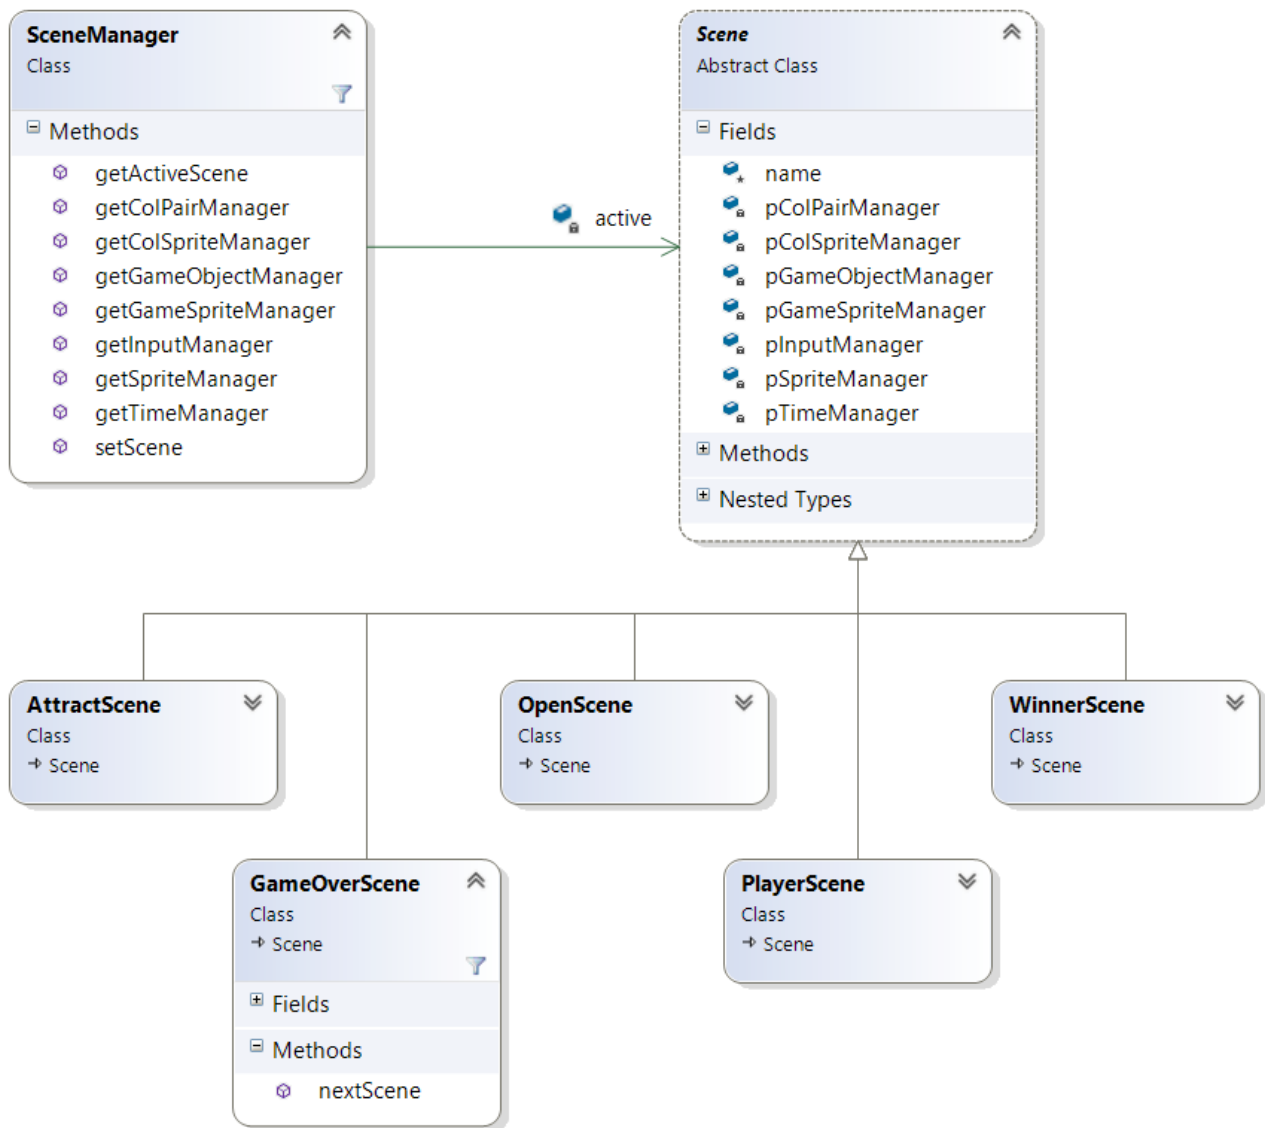 SceneManager
Class
Methods
getActiveScene
getColPairManager
getColSpriteManager
getGameObjectManager
getGameSpriteManager
getInputManager
getSpriteManager
getTimeManager
setScene
active
Scene
Abstract Class
Fields
name
pColPairManager
pColSpriteManager
pGameObjectManager
pGameSpriteManager
pInputManager
pSpriteManager
pTimeManager
Methods
Nested Types
AttractScene
Class
Scene
OpenScene
Class
Scene
WinnerScene
Class
Scene
GameOverScene
Class
Scene
Fields
Methods
nextScene
PlayerScene
Class
Scene